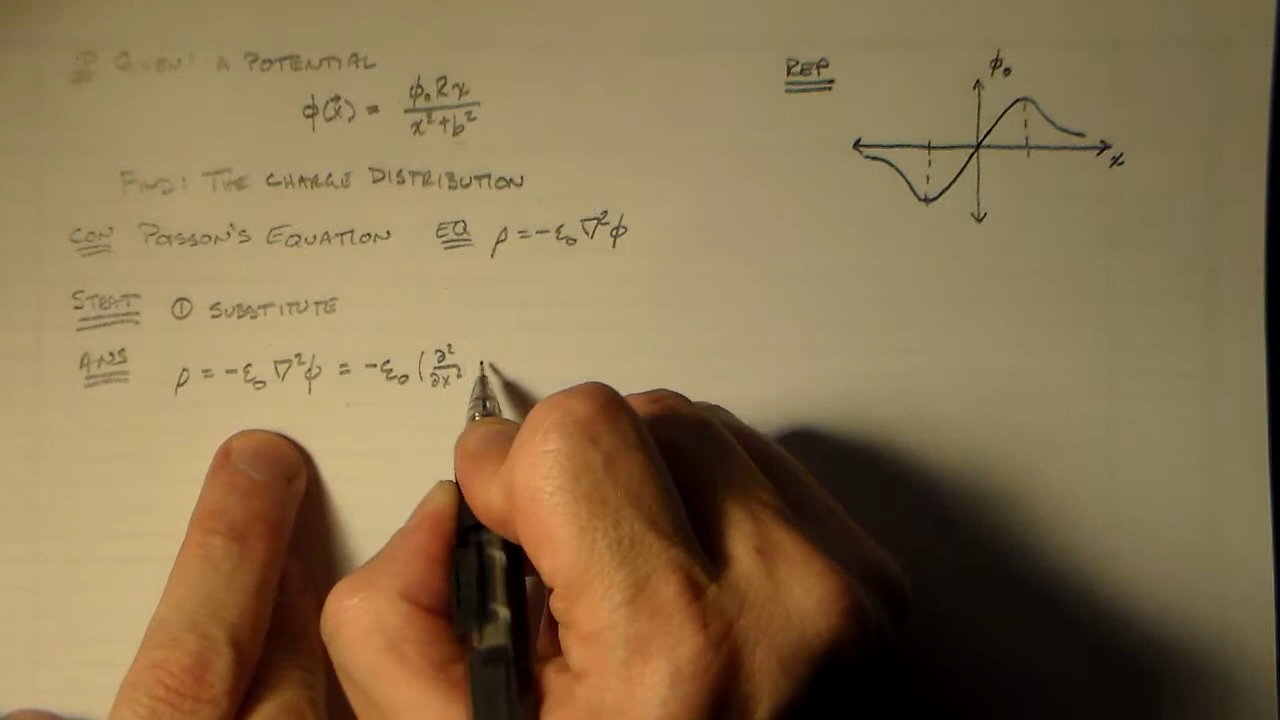 Given: A POTENTIAL
φ(x⃗) = φ₀Rx / (x²+b²)
FIND: THE CHARGE DISTRIBUTION
CON POISSON'S EQUATION EQ ρ = -ε₀∇²φ
STRAT ① SUBSTITUTE
ANS ρ = -ε₀∇²φ = -ε₀(∂²/∂x²
REP
φ₀
x